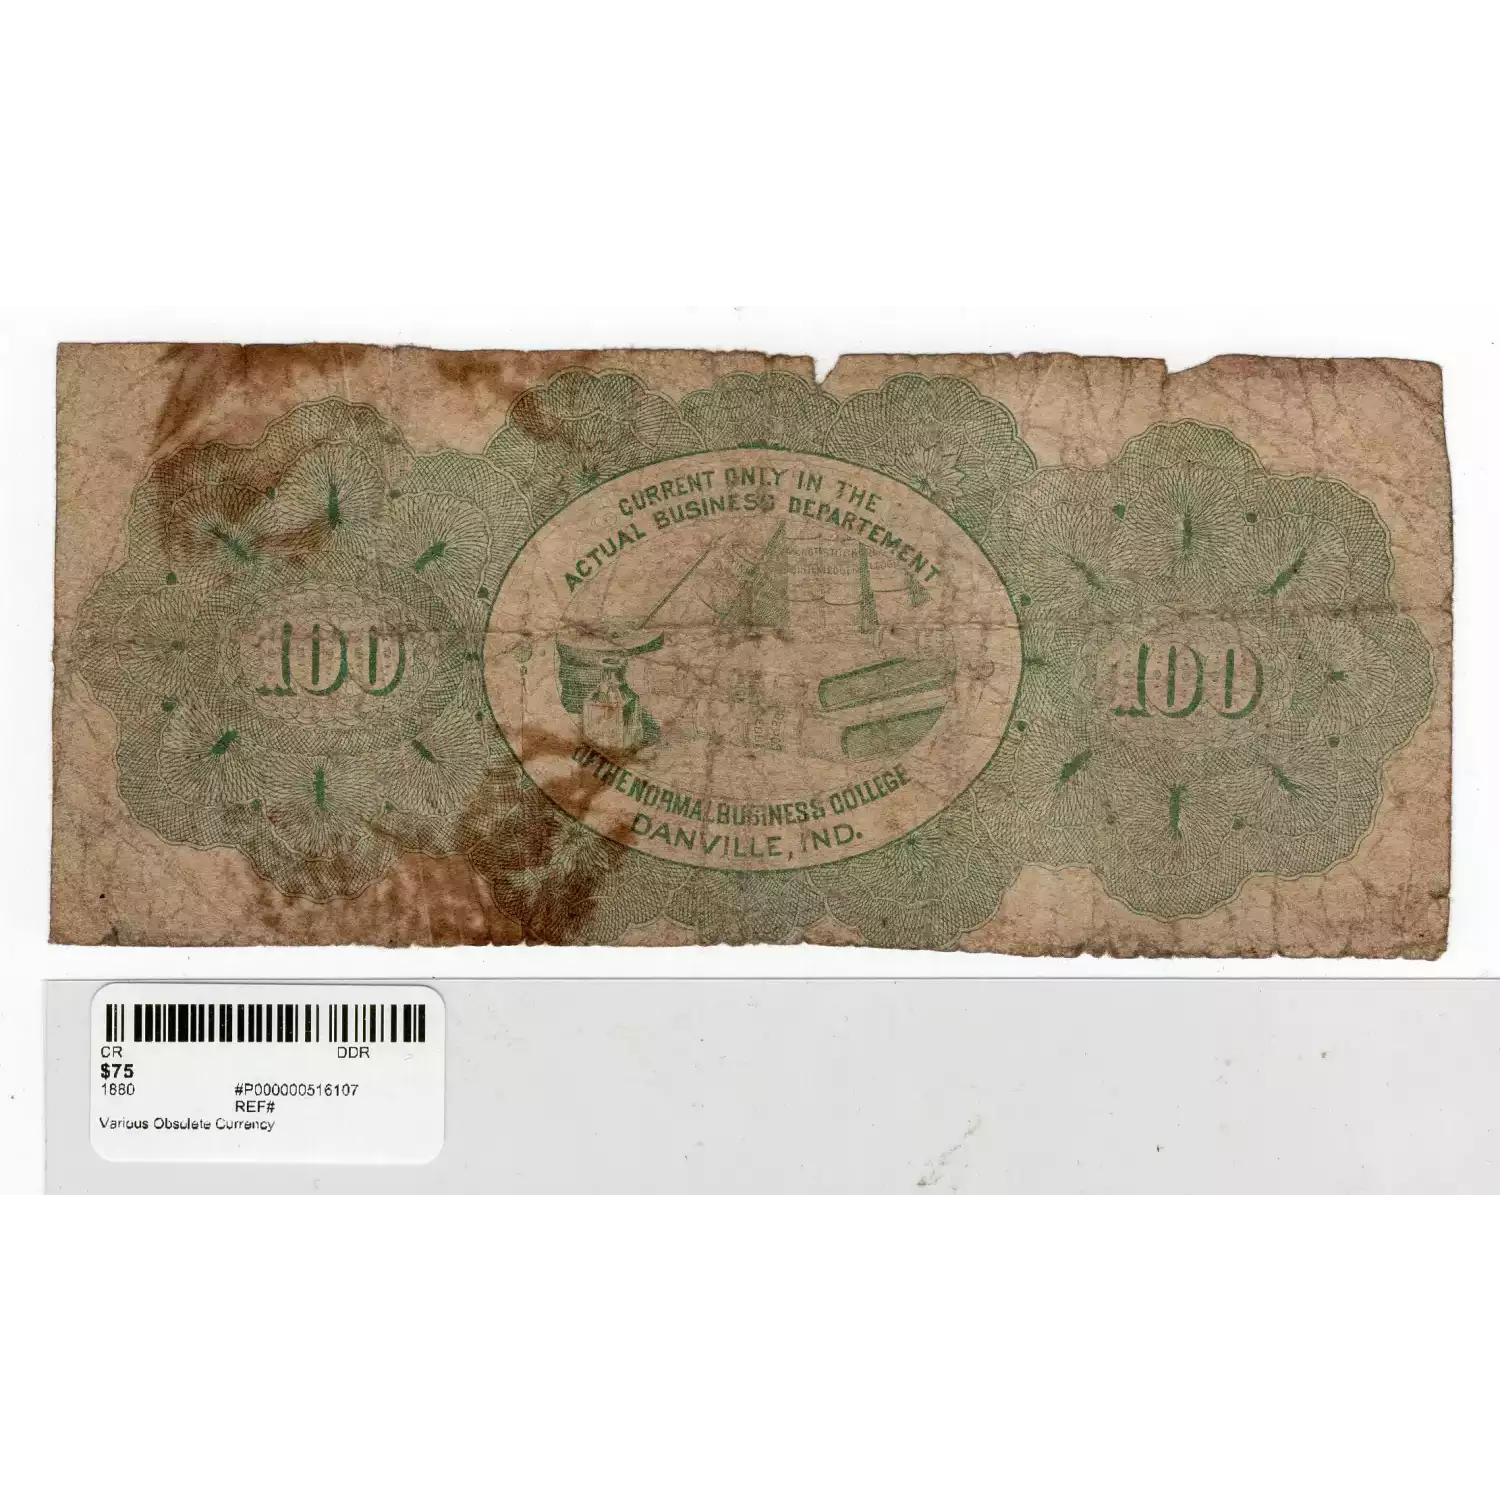 CURRENT ONLY IN THE
ACTUAL BUSINESS DEPARTEMENT
100
100
OF THE NORMAL BUSINESS COLLEGE
DANVILLE, IND.
CR DDR
$75
1880 #P000000516107
REF#
Various Obsolete Currency